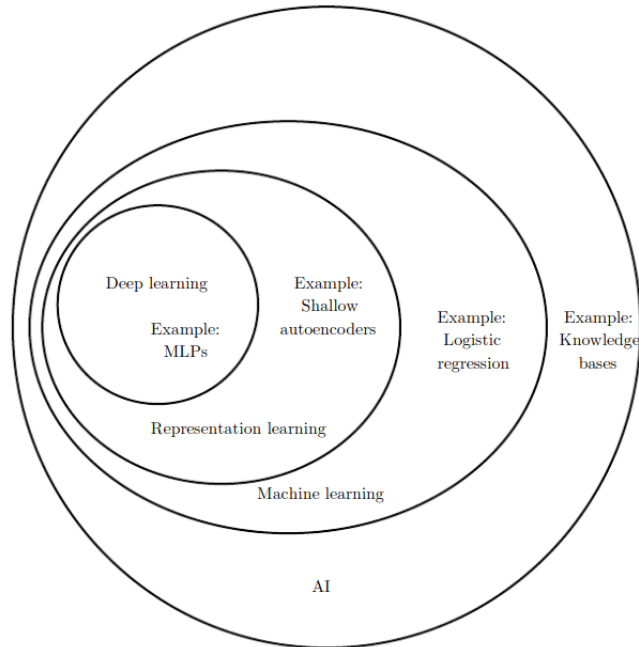 Deep learning
Example:
MLPs
Example:
Shallow
autoencoders
Example:
Logistic
regression
Example:
Knowledge
bases
Representation learning
Machine learning
AI